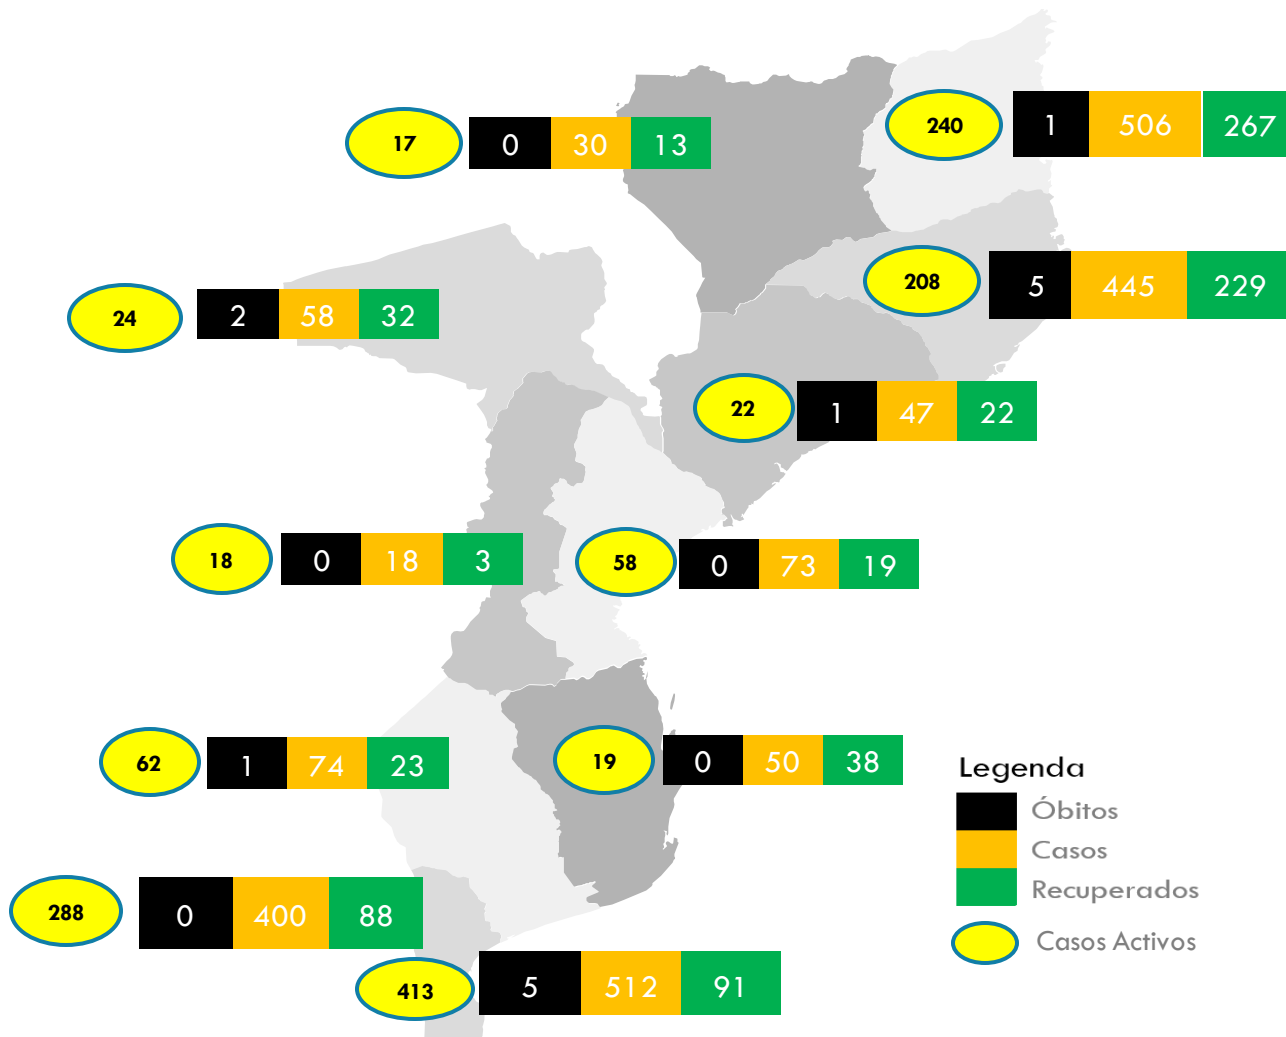 17 0 30 13
240 1 506 267
24 2 58 32
208 5 445 229
22 1 47 22
18 0 18 3
58 0 73 19
62 1 74 23
19 0 50 38
288 0 400 88
413 5 512 91
Legenda
Óbitos
Casos
Recuperados
Casos Activos